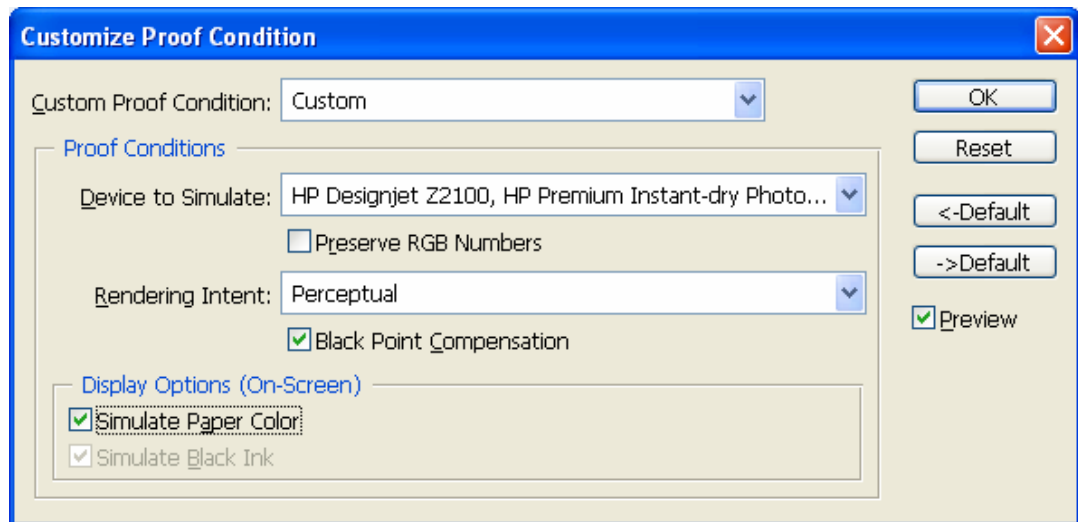 Customize Proof Condition
Custom Proof Condition: Custom
OK
Proof Conditions
Reset
Device to Simulate: HP Designjet Z2100, HP Premium Instant-dry Photo...
<-Default
Preserve RGB Numbers
->Default
Rendering Intent: Perceptual
Preview
Black Point Compensation
Display Options (On-Screen)
Simulate Paper Color
Simulate Black Ink